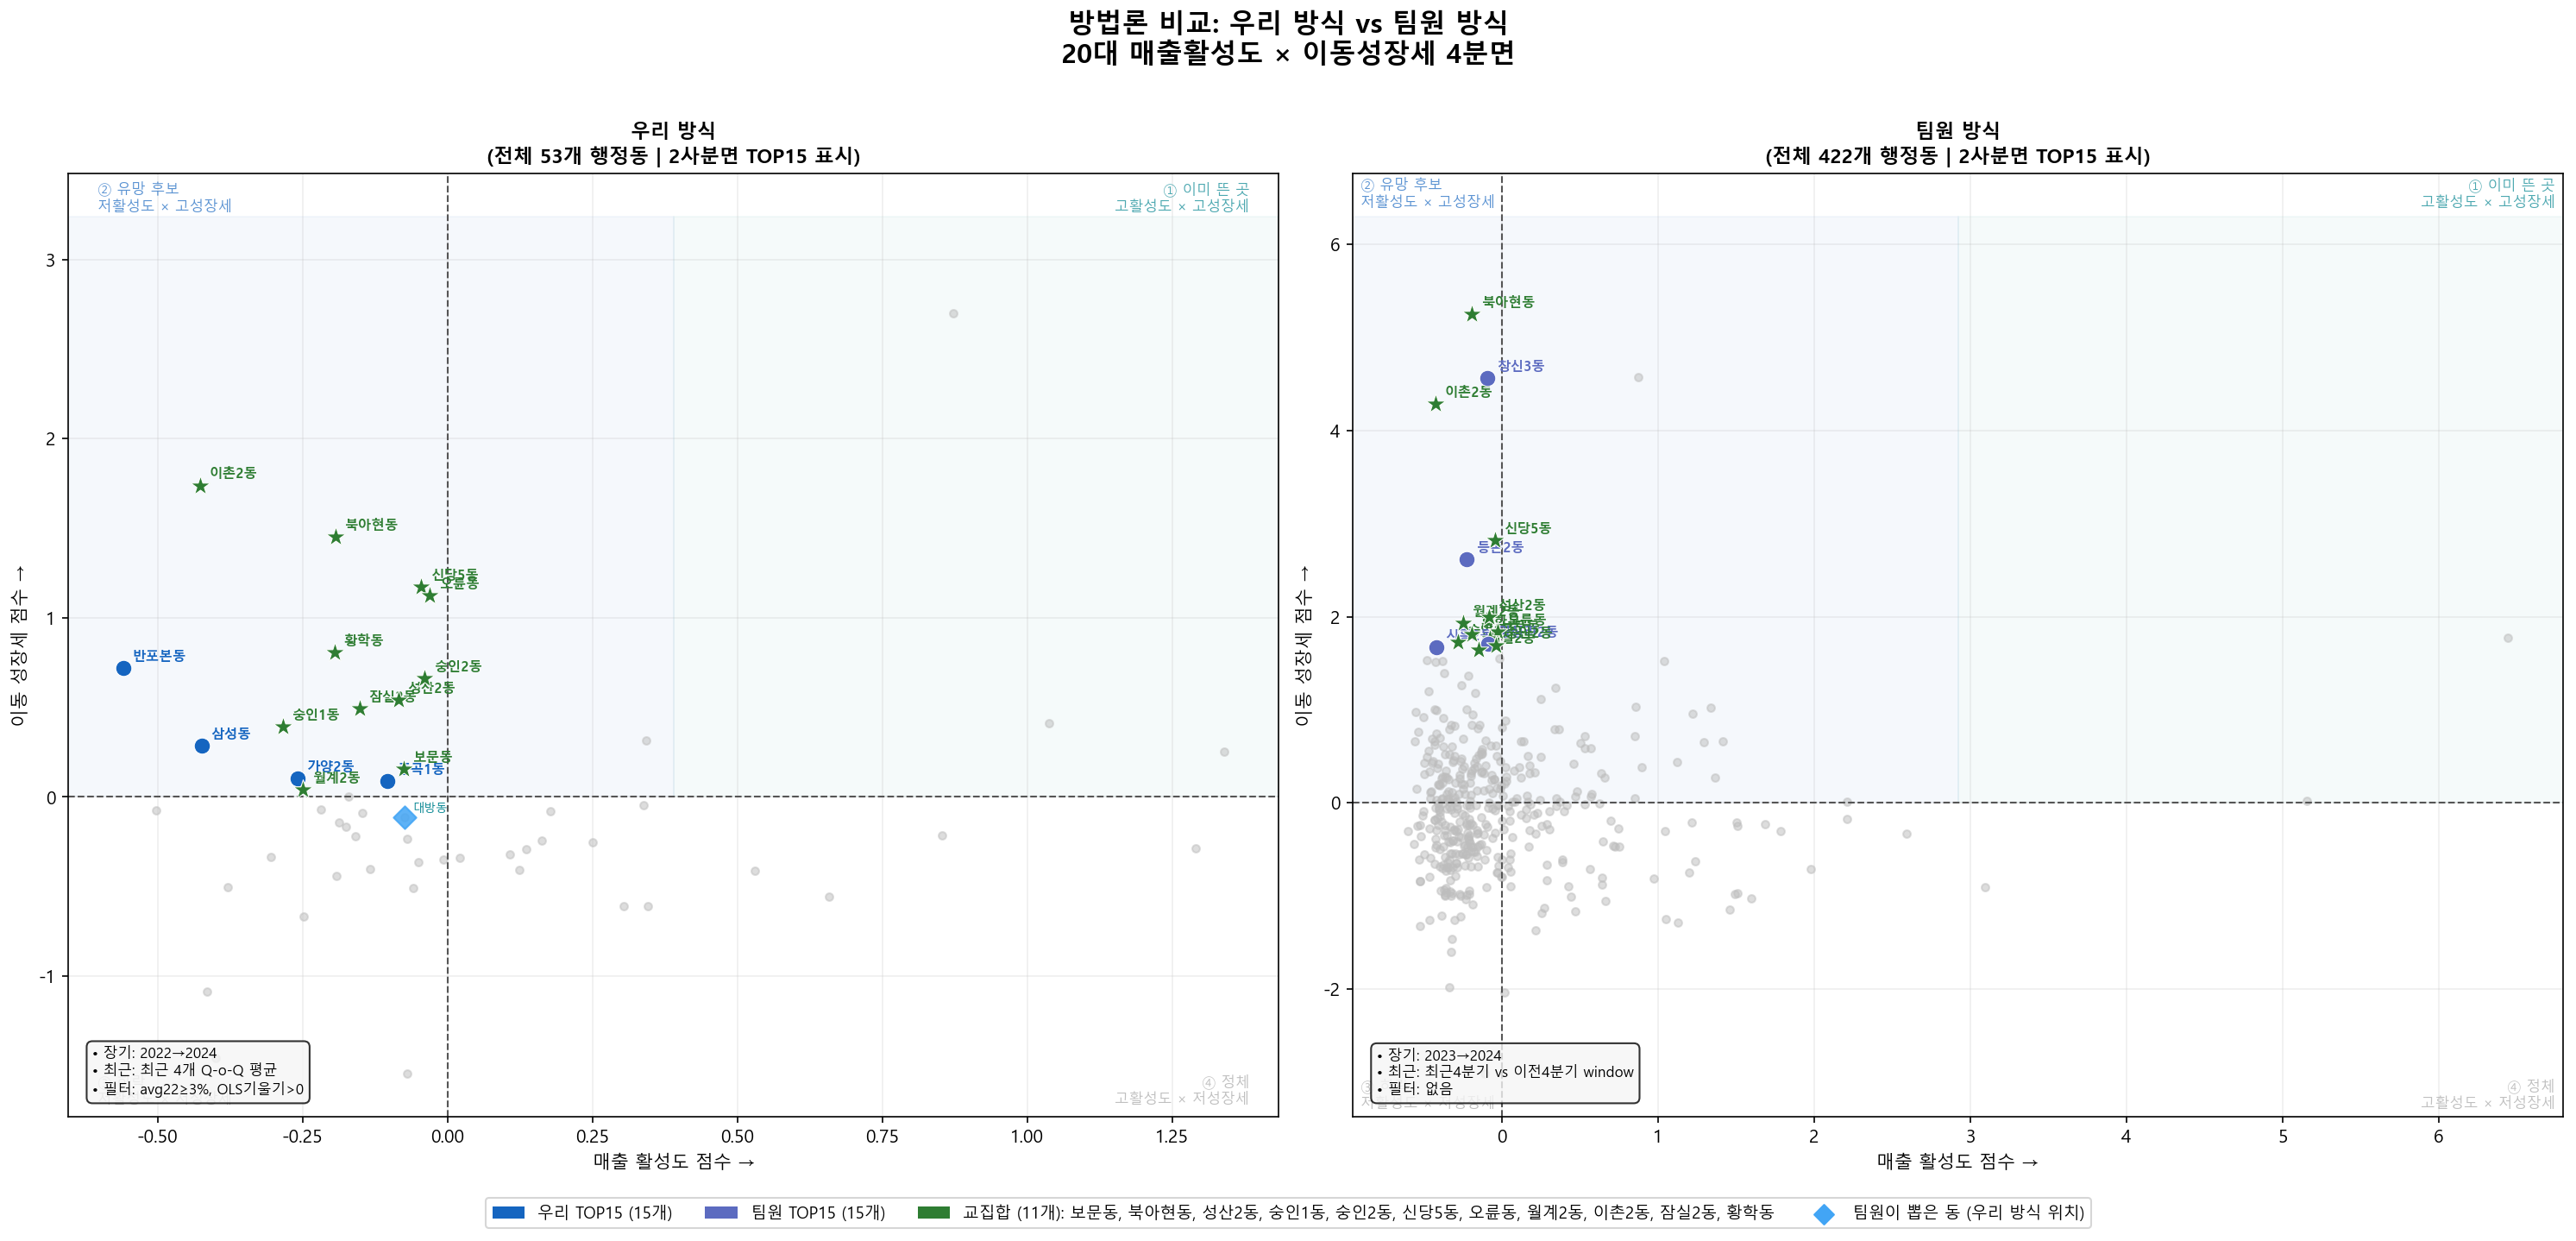 방법론 비교: 우리 방식 vs 팀원 방식
20대 매출활성도 × 이동성장세 4분면
우리 방식
(전체 53개 행정동 | 2사분면 TOP15 표시)
② 유망 후보
저활성도 × 고성장세
① 이미 뜬 곳
고활성도 × 고성장세
이동 성장세 점수 →
3
2
1
0
-1
이촌2동
북아현동
신당5동
오륜동
황학동
반포본동
숭인2동
성산2동
숭인1동
삼성동
보문동
가양2동
월계2동
대방동
• 장기: 2022→2024
• 최근: 최근 4개 Q-o-Q 평균
• 필터: avg22≥3%, OLS기울기>0
④ 정체
고활성도 × 저성장세
-0.50
-0.25
0.00
0.25
0.50
0.75
1.00
1.25
매출 활성도 점수 →
팀원 방식
(전체 422개 행정동 | 2사분면 TOP15 표시)
② 유망 후보
저활성도 × 고성장세
① 이미 뜬 곳
고활성도 × 고성장세
이동 성장세 점수 →
6
4
2
0
-2
북아현동
잠신3동
이촌2동
신당5동
성산2동
• 장기: 2023→2024
• 최근: 최근4분기 vs 이전4분기 window
• 필터: 없음
④ 정체
고활성도 × 저성장세
0
1
2
3
4
5
6
매출 활성도 점수 →
우리 TOP15 (15개)
팀원 TOP15 (15개)
교집합 (11개): 보문동, 북아현동, 성산2동, 숭인1동, 숭인2동, 신당5동, 오륜동, 월계2동, 이촌2동, 잠실2동, 황학동
팀원이 뽑은 동 (우리 방식 위치)